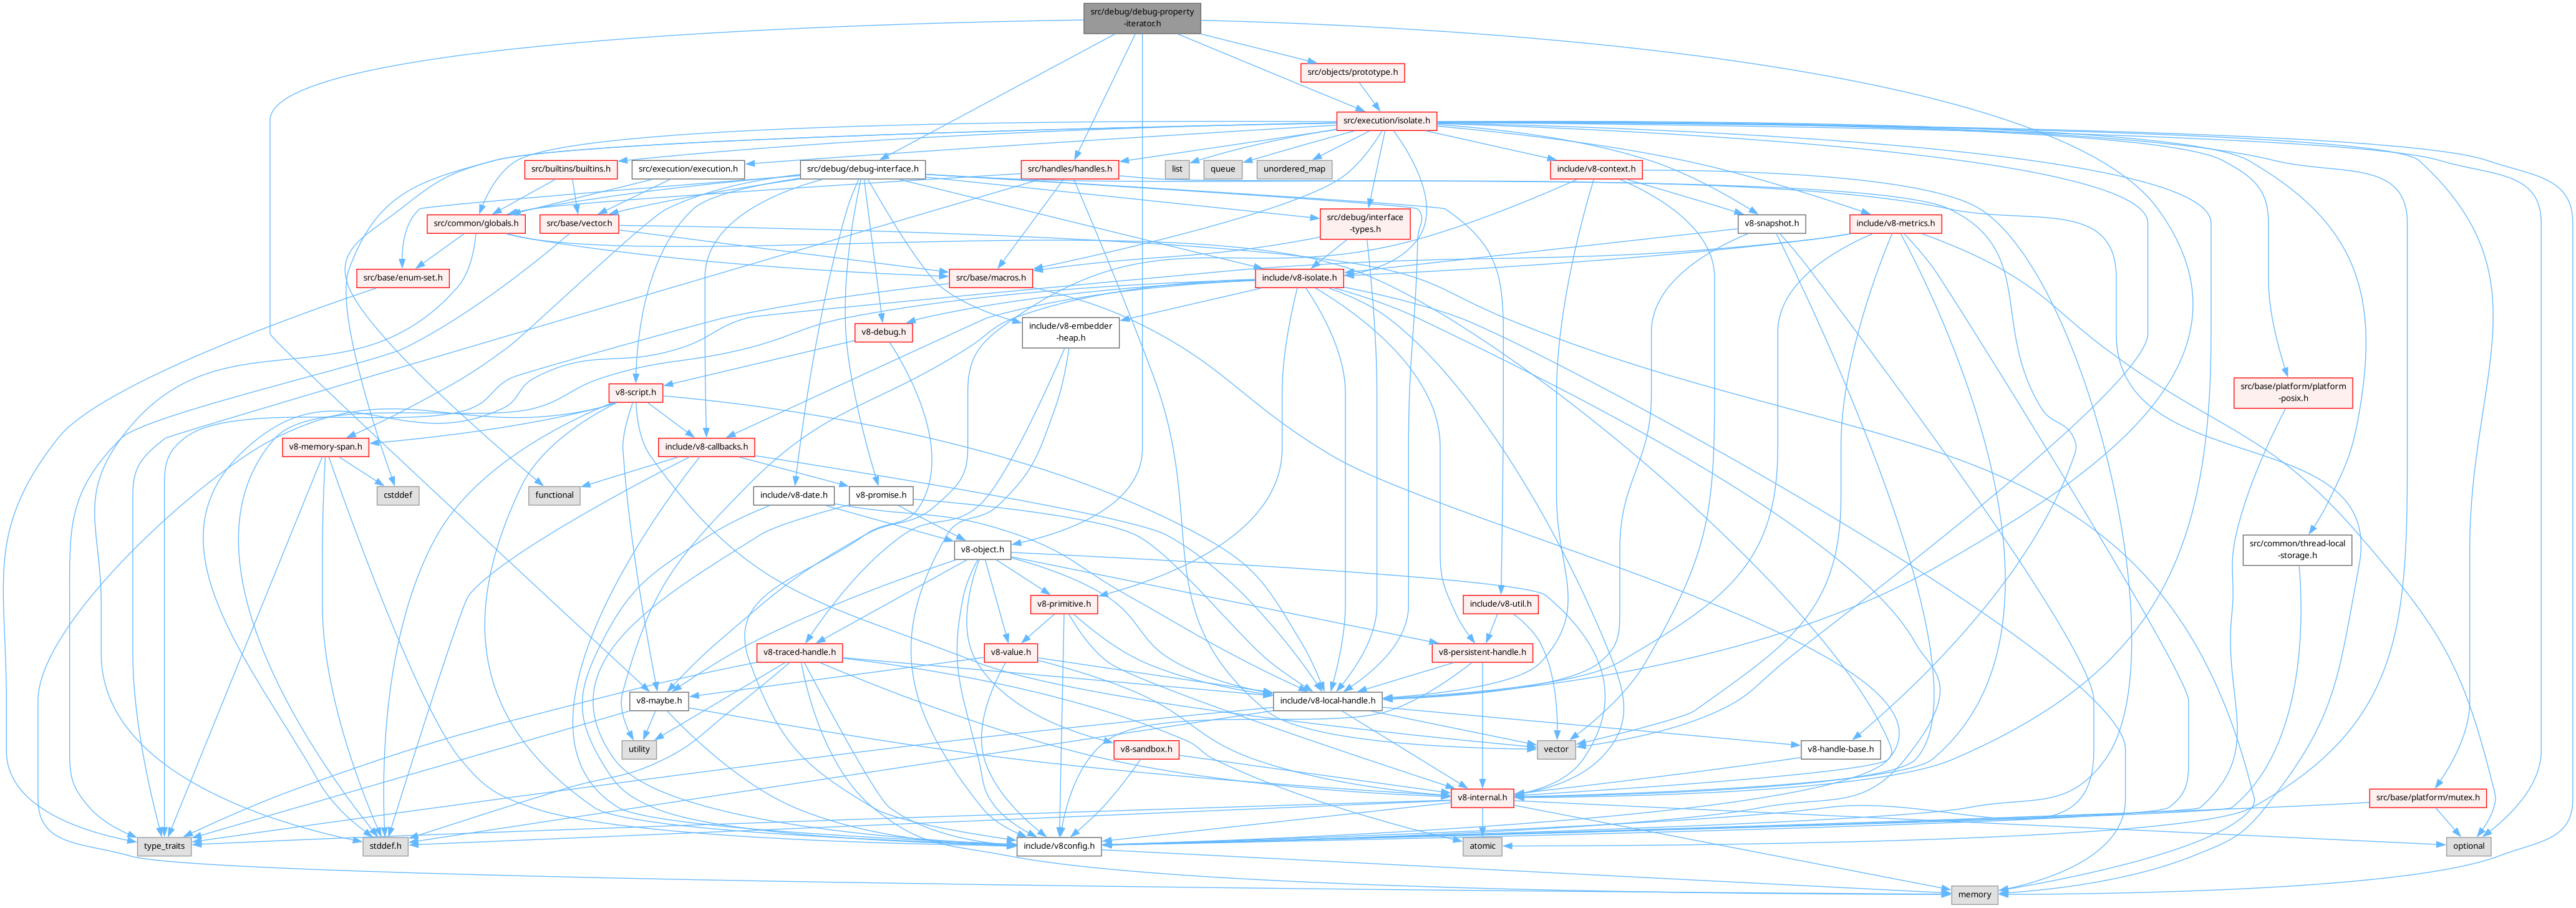 src/debug/debug-property
-iterator.h
src/objects/prototype.h
src/execution/isolate.h
src/builtins/builtins.h
src/execution/execution.h
src/debug/debug-interface.h
src/handles/handles.h
list
queue
unordered_map
include/v8-context.h
src/common/globals.h
src/base/vector.h
src/debug/interface
-types.h
v8-snapshot.h
include/v8-metrics.h
src/base/enum-set.h
src/base/macros.h
include/v8-isolate.h
v8-debug.h
include/v8-embedder
-heap.h
v8-script.h
src/base/platform/platform
-posix.h
v8-memory-span.h
include/v8-callbacks.h
cstddef
functional
include/v8-date.h
v8-promise.h
v8-object.h
src/common/thread-local
-storage.h
v8-primitive.h
include/v8-util.h
v8-traced-handle.h
v8-value.h
v8-persistent-handle.h
v8-maybe.h
include/v8-local-handle.h
utility
v8-sandbox.h
vector
v8-handle-base.h
v8-internal.h
src/base/platform/mutex.h
type_traits
stddef.h
include/v8config.h
atomic
optional
memory